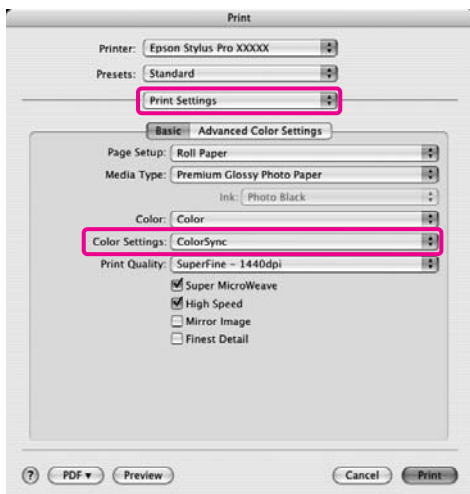 Print
Printer: Epson Stylus Pro XXXXX
Presets: Standard
Print Settings
Basic Advanced Color Settings
Page Setup: Roll Paper
Media Type: Premium Glossy Photo Paper
Ink: Photo Black
Color: Color
Color Settings: ColorSync
Print Quality: SuperFine - 1440dpi
Super MicroWeave
High Speed
Mirror Image
Finest Detail
? PDF ▾ Preview Cancel Print